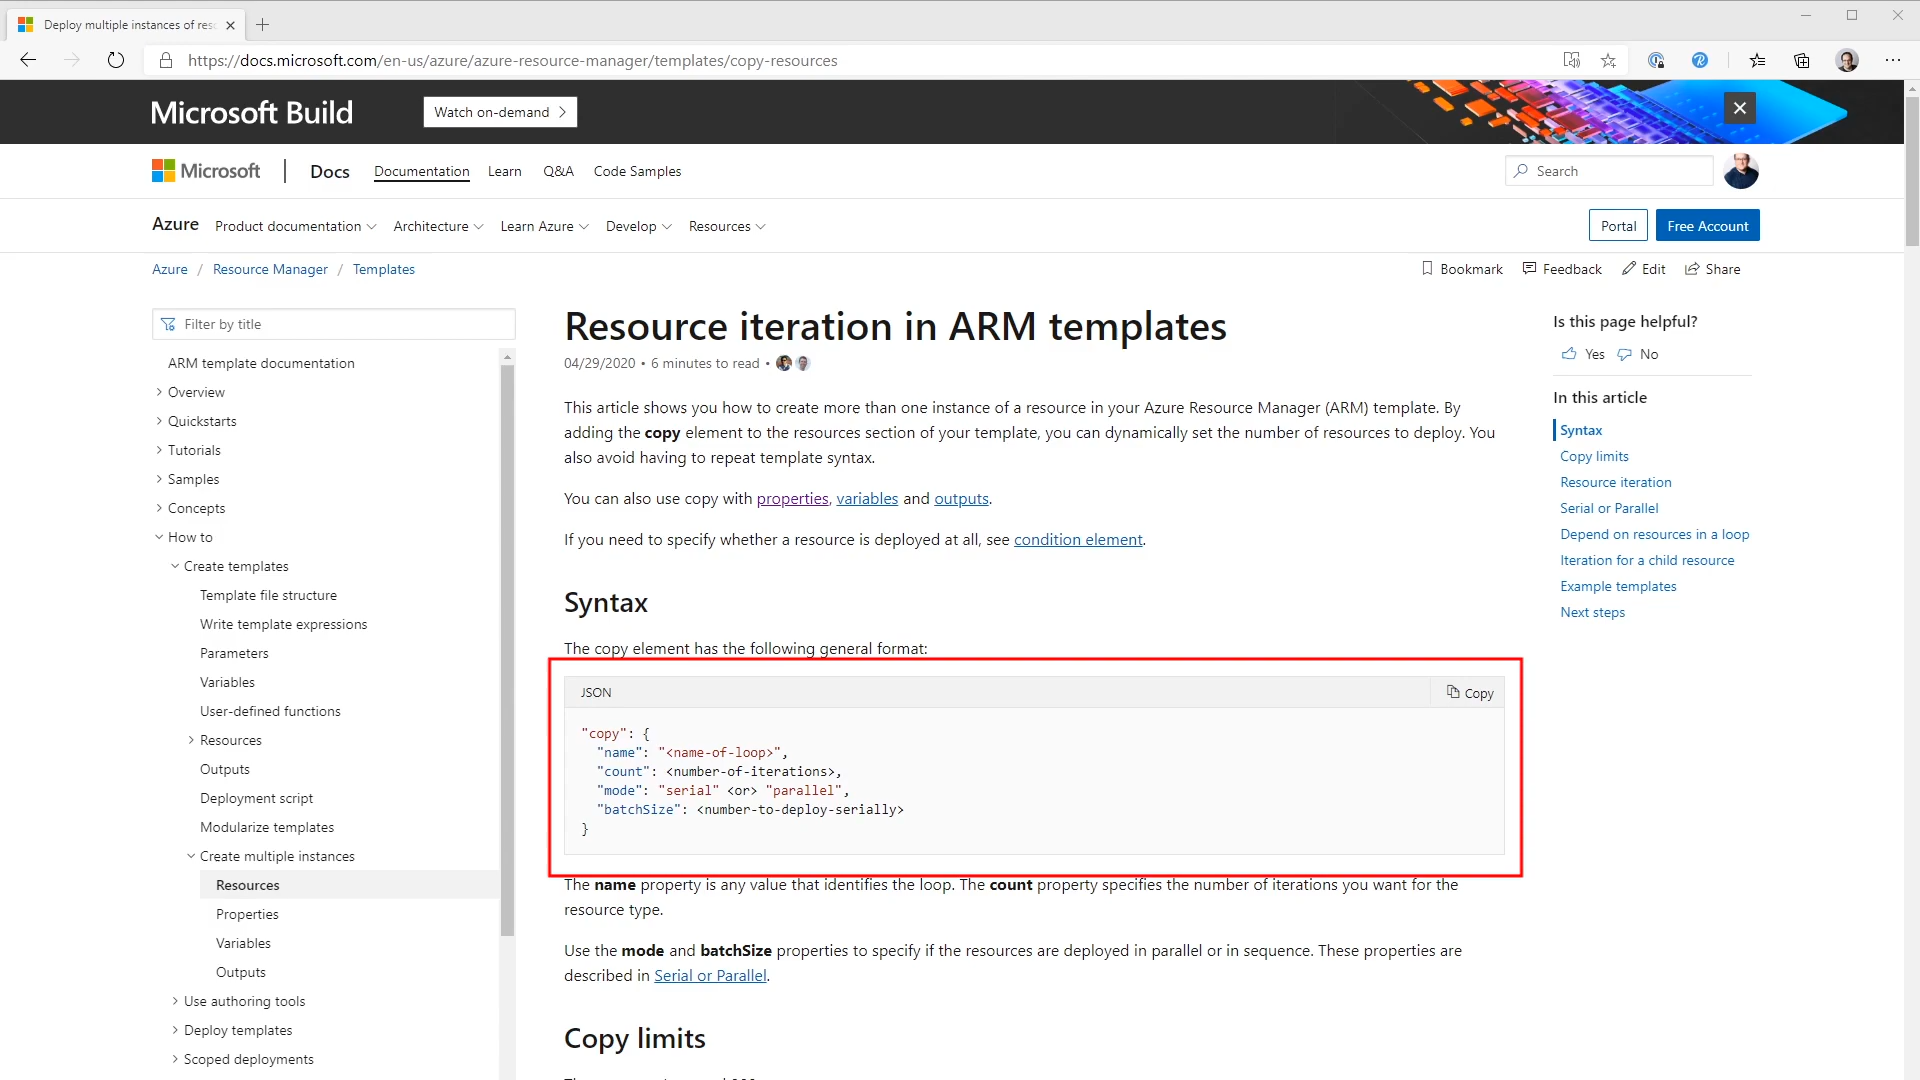 Deploy multiple instances of reso
https://docs.microsoft.com/en-us/azure/azure-resource-manager/templates/copy-resources
Microsoft Build
Watch on-demand
Microsoft
Docs
Documentation
Learn
Q&A
Code Samples
Search
Azure
Product documentation
Architecture
Learn Azure
Develop
Resources
Portal
Free Account
Azure / Resource Manager / Templates
Bookmark
Feedback
Edit
Share
Filter by title
ARM template documentation
Overview
Quickstarts
Tutorials
Samples
Concepts
How to
Create templates
Template file structure
Write template expressions
Parameters
Variables
User-defined functions
Resources
Outputs
Deployment script
Modularize templates
Create multiple instances
Resources
Properties
Variables
Outputs
Use authoring tools
Deploy templates
Scoped deployments
Resource iteration in ARM templates
04/29/2020 • 6 minutes to read •
This article shows you how to create more than one instance of a resource in your Azure Resource Manager (ARM) template. By
adding the copy element to the resources section of your template, you can dynamically set the number of resources to deploy. You
also avoid having to repeat template syntax.
You can also use copy with properties, variables and outputs.
If you need to specify whether a resource is deployed at all, see condition element.
Syntax
The copy element has the following general format:
JSON
Copy
"copy": {
"name": "<name-of-loop>",
"count": <number-of-iterations>,
"mode": "serial" <or> "parallel",
"batchSize": <number-to-deploy-serially>
}
The name property is any value that identifies the loop. The count property specifies the number of iterations you want for the
resource type.
Use the mode and batchSize properties to specify if the resources are deployed in parallel or in sequence. These properties are
described in Serial or Parallel.
Copy limits
Is this page helpful?
Yes
No
In this article
Syntax
Copy limits
Resource iteration
Serial or Parallel
Depend on resources in a loop
Iteration for a child resource
Example templates
Next steps